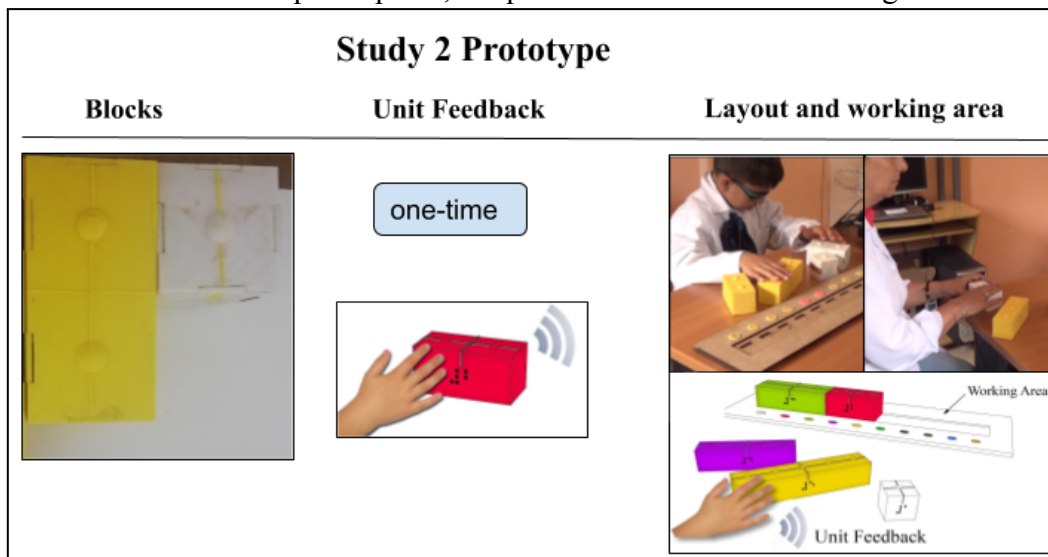 Study 2 Prototype
Blocks Unit Feedback Layout and working area
one-time
Working Area
Unit Feedback